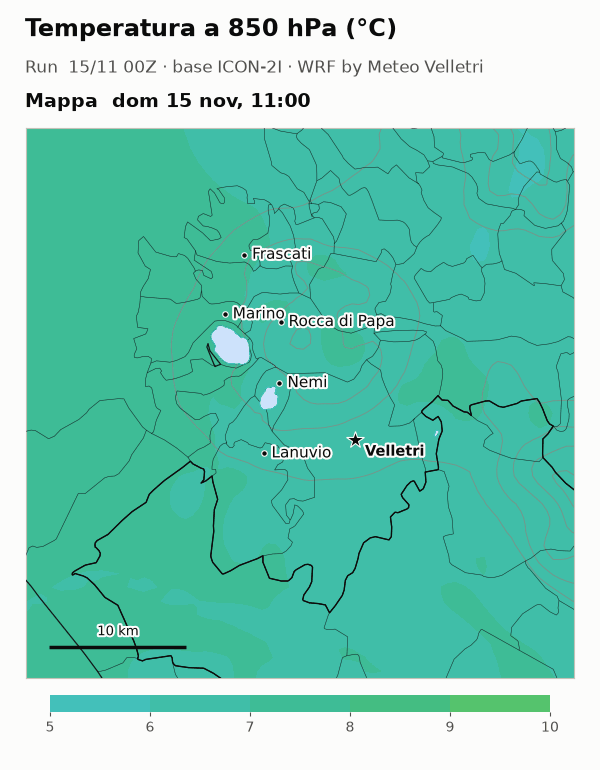 Temperatura a 850 hPa (°C)
Run  15/11 00Z · base ICON-2I · WRF by Meteo Velletri
Mappa  dom 15 nov, 11:00
Frascati
Marino
Rocca di Papa
Nemi
Velletri
Lanuvio
10 km
5 6 7 8 9 10